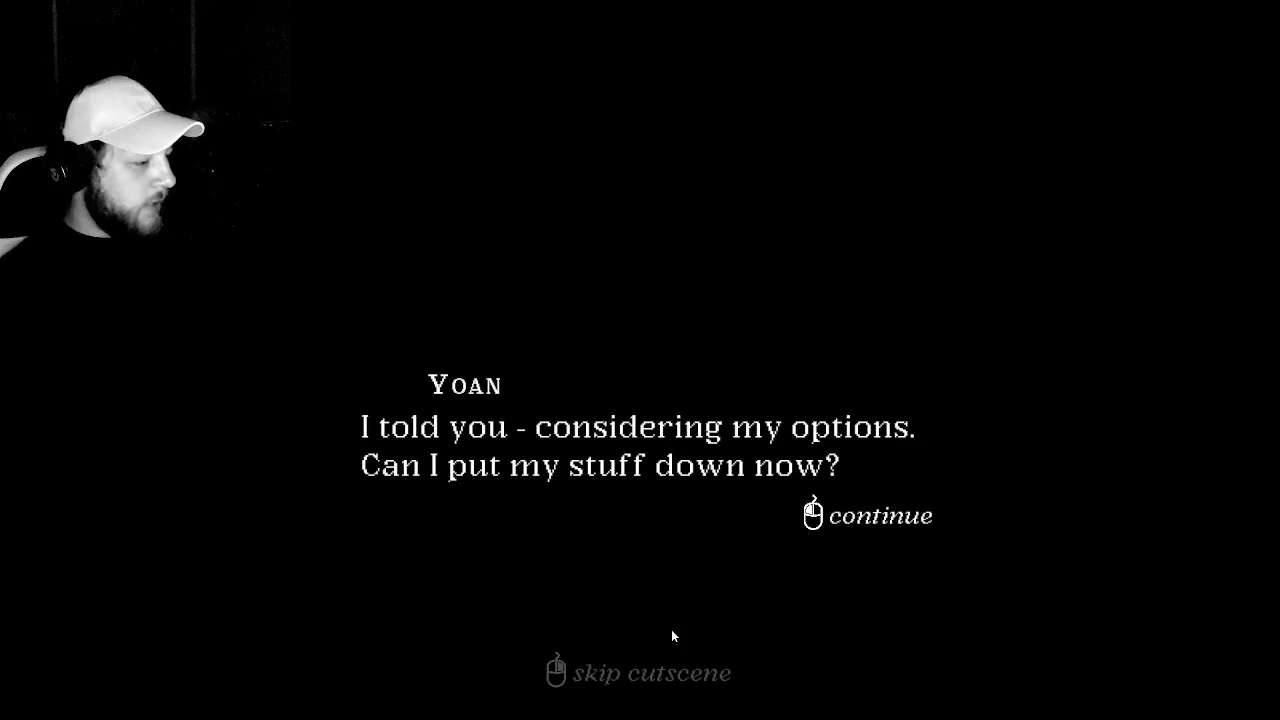 Yoan
I told you - considering my options.
Can I put my stuff down now?
continue
skip cutscene